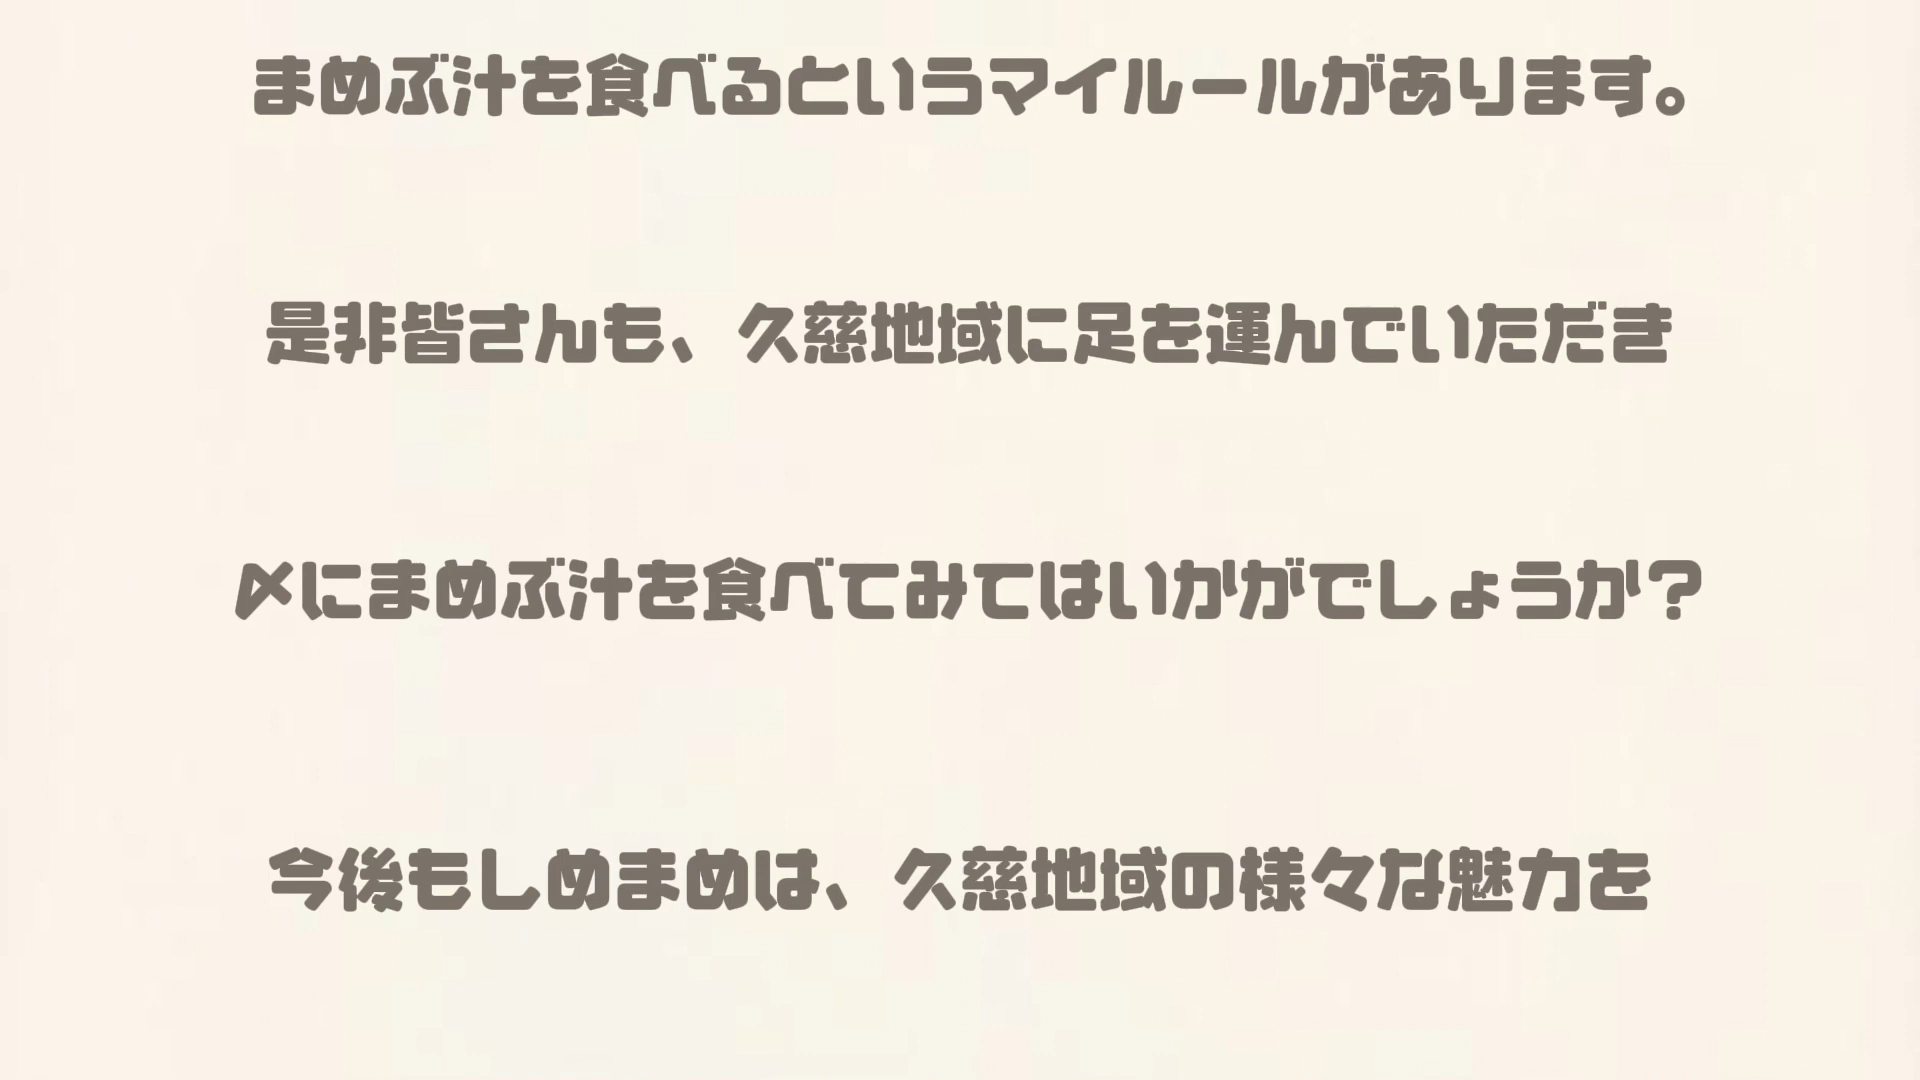 まめぶ汁を食べるというマイルールがあります。
是非皆さんも、久慈地域に足を運んでいただき
〆にまめぶ汁を食べてみてはいかがでしょうか？
今後もしめまめは、久慈地域の様々な魅力を